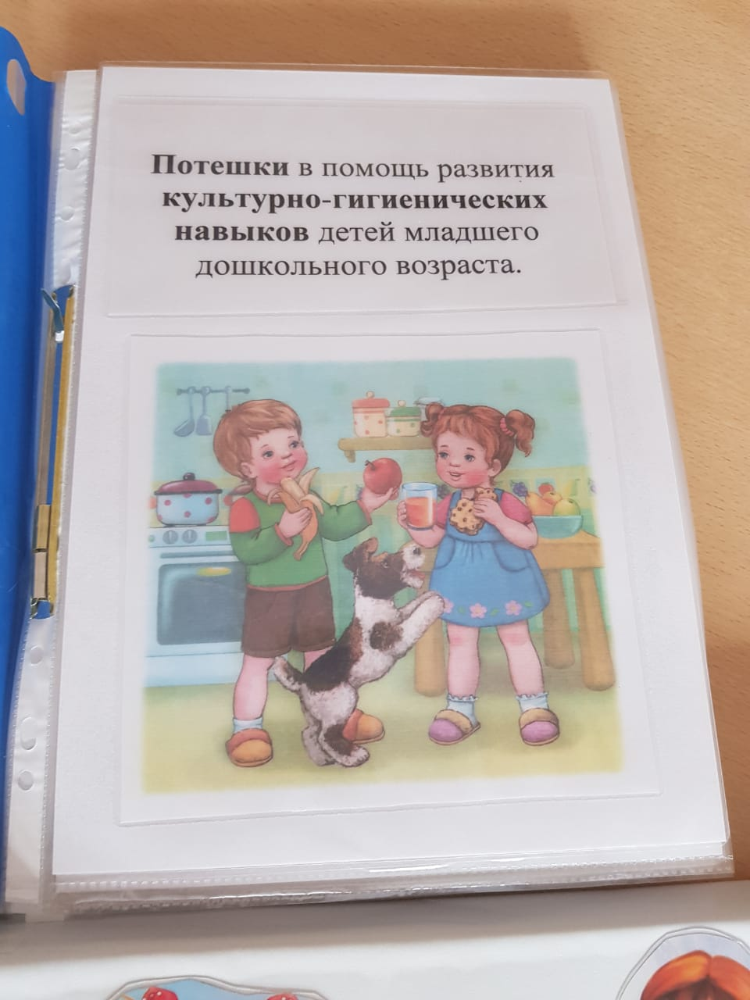 Потешки в помощь развития
культурно-гигиенических
навыков детей младшего
дошкольного возраста.